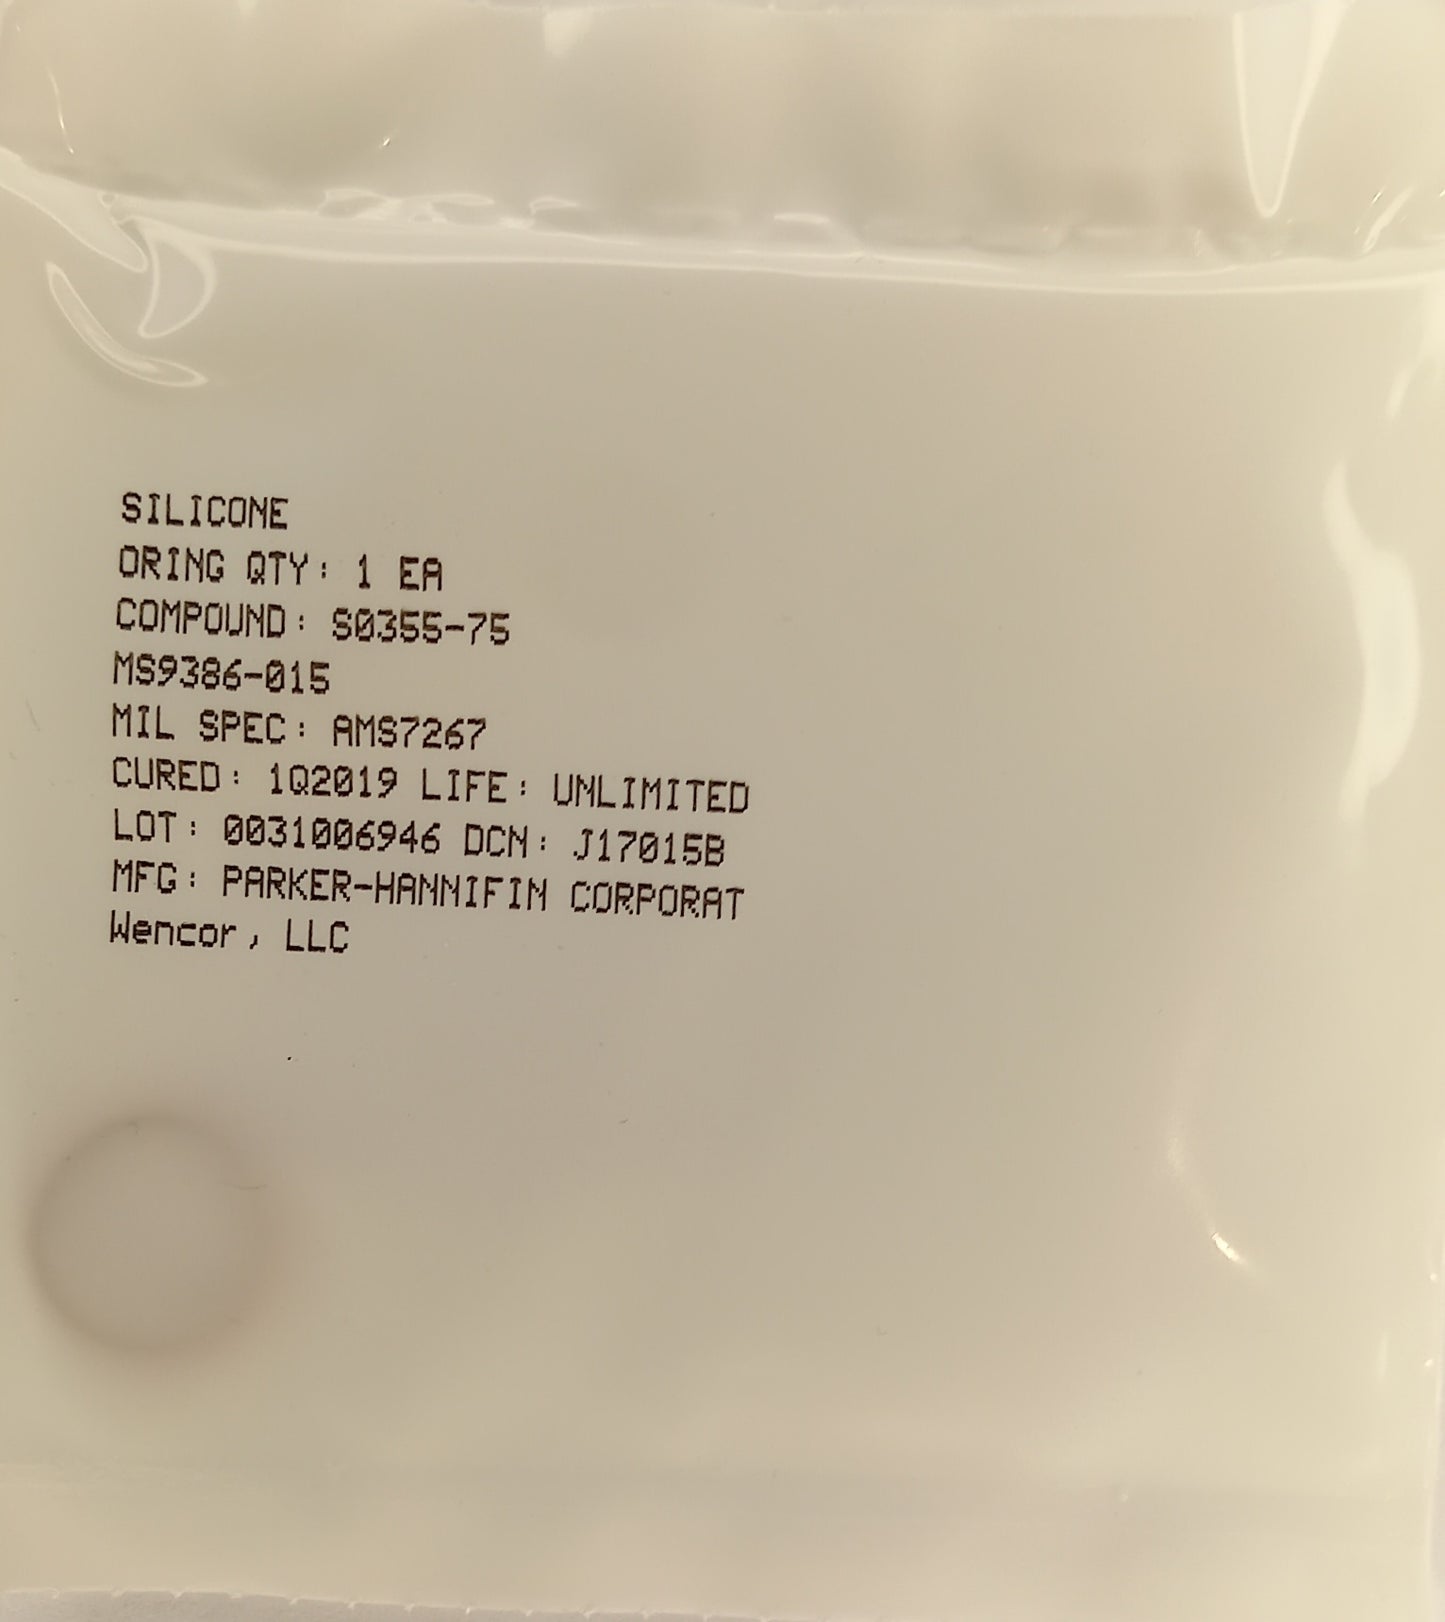 SILICONE
ORING QTY: 1 EA
COMPOUND: S0355-75
MS9386-015
MIL SPEC: AMS7267
CURED: 1Q2019 LIFE: UNLIMITED
LOT: 0031006946 DCN: J17015B
MFG: PARKER-HANNIFIN CORPORAT
Wencor, LLC